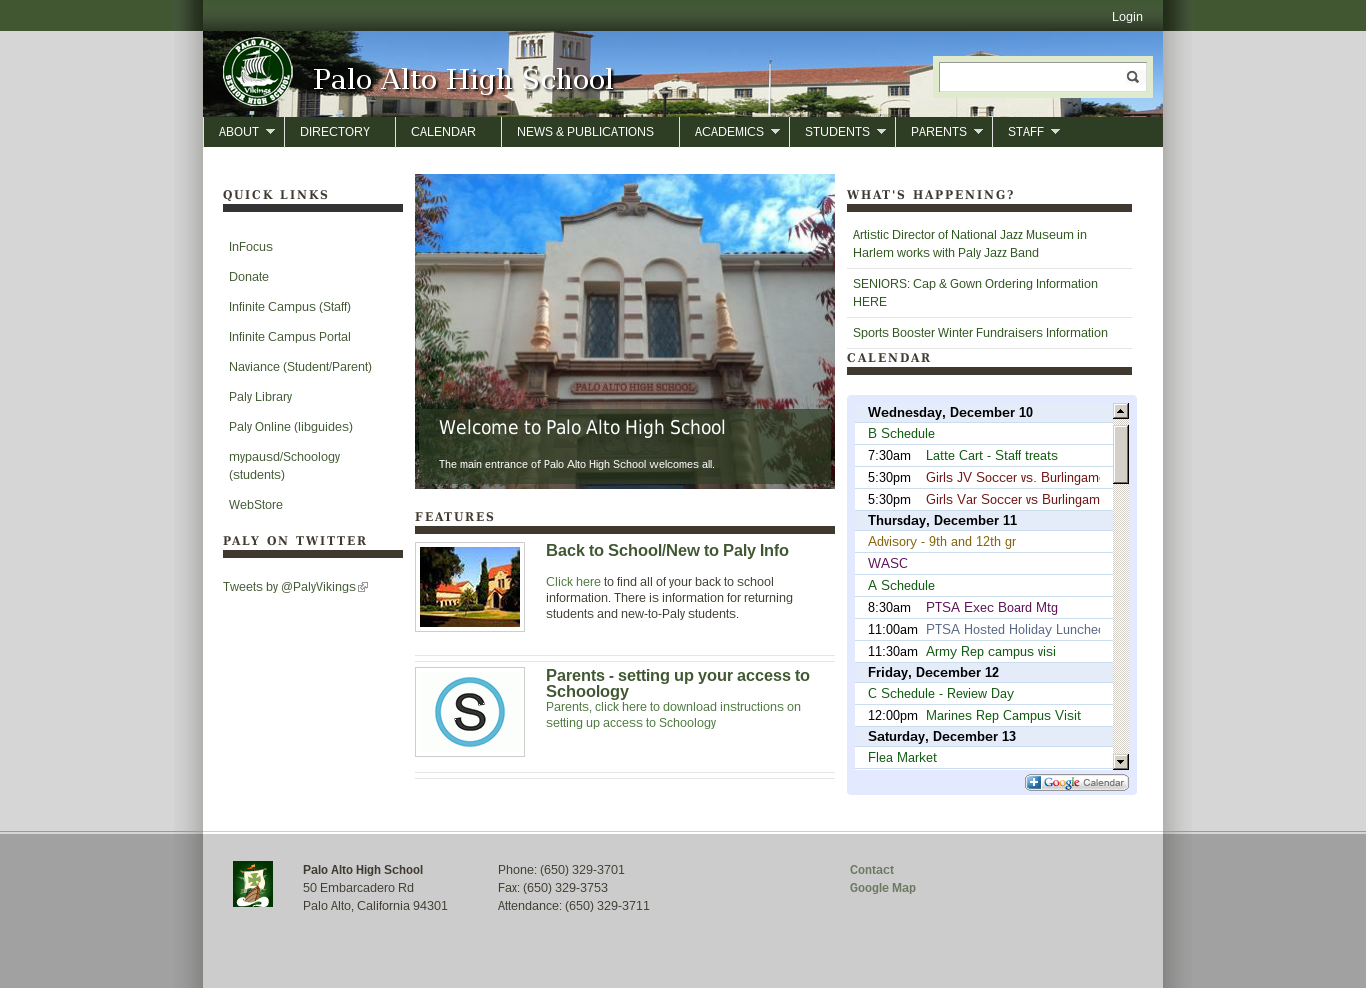 Login
PALO ALTO
Vikings
SENIOR HIGH SCHOOL
Palo Alto High School
ABOUT
DIRECTORY
CALENDAR
NEWS & PUBLICATIONS
ACADEMICS
STUDENTS
PARENTS
STAFF
QUICK LINKS
InFocus
Donate
Infinite Campus (Staff)
Infinite Campus Portal
Naviance (Student/Parent)
Paly Library
Paly Online (libguides)
mypausd/Schoology
(students)
WebStore
PALY ON TWITTER
Tweets by @PalyVikings
PALO ALTO HIGH SCHOOL
Welcome to Palo Alto High School
The main entrance of Palo Alto High School welcomes all.
FEATURES
Back to School/New to Paly Info
Click here to find all of your back to school
information. There is information for returning
students and new-to-Paly students.
S
Parents - setting up your access to
Schoology
Parents, click here to download instructions on
setting up access to Schoology
WHAT'S HAPPENING?
Artistic Director of National Jazz Museum in
Harlem works with Paly Jazz Band
SENIORS: Cap & Gown Ordering Information
HERE
Sports Booster Winter Fundraisers Information
CALENDAR
Wednesday, December 10
B Schedule
7:30am Latte Cart - Staff treats
5:30pm Girls JV Soccer vs. Burlingam
5:30pm Girls Var Soccer vs Burlingam
Thursday, December 11
Advisory - 9th and 12th gr
WASC
A Schedule
8:30am PTSA Exec Board Mtg
11:00am PTSA Hosted Holiday Lunche
11:30am Army Rep campus visi
Friday, December 12
C Schedule - Review Day
12:00pm Marines Rep Campus Visit
Saturday, December 13
Flea Market
Google Calendar
Palo Alto High School
50 Embarcadero Rd
Palo Alto, California 94301
Phone: (650) 329-3701
Fax: (650) 329-3753
Attendance: (650) 329-3711
Contact
Google Map